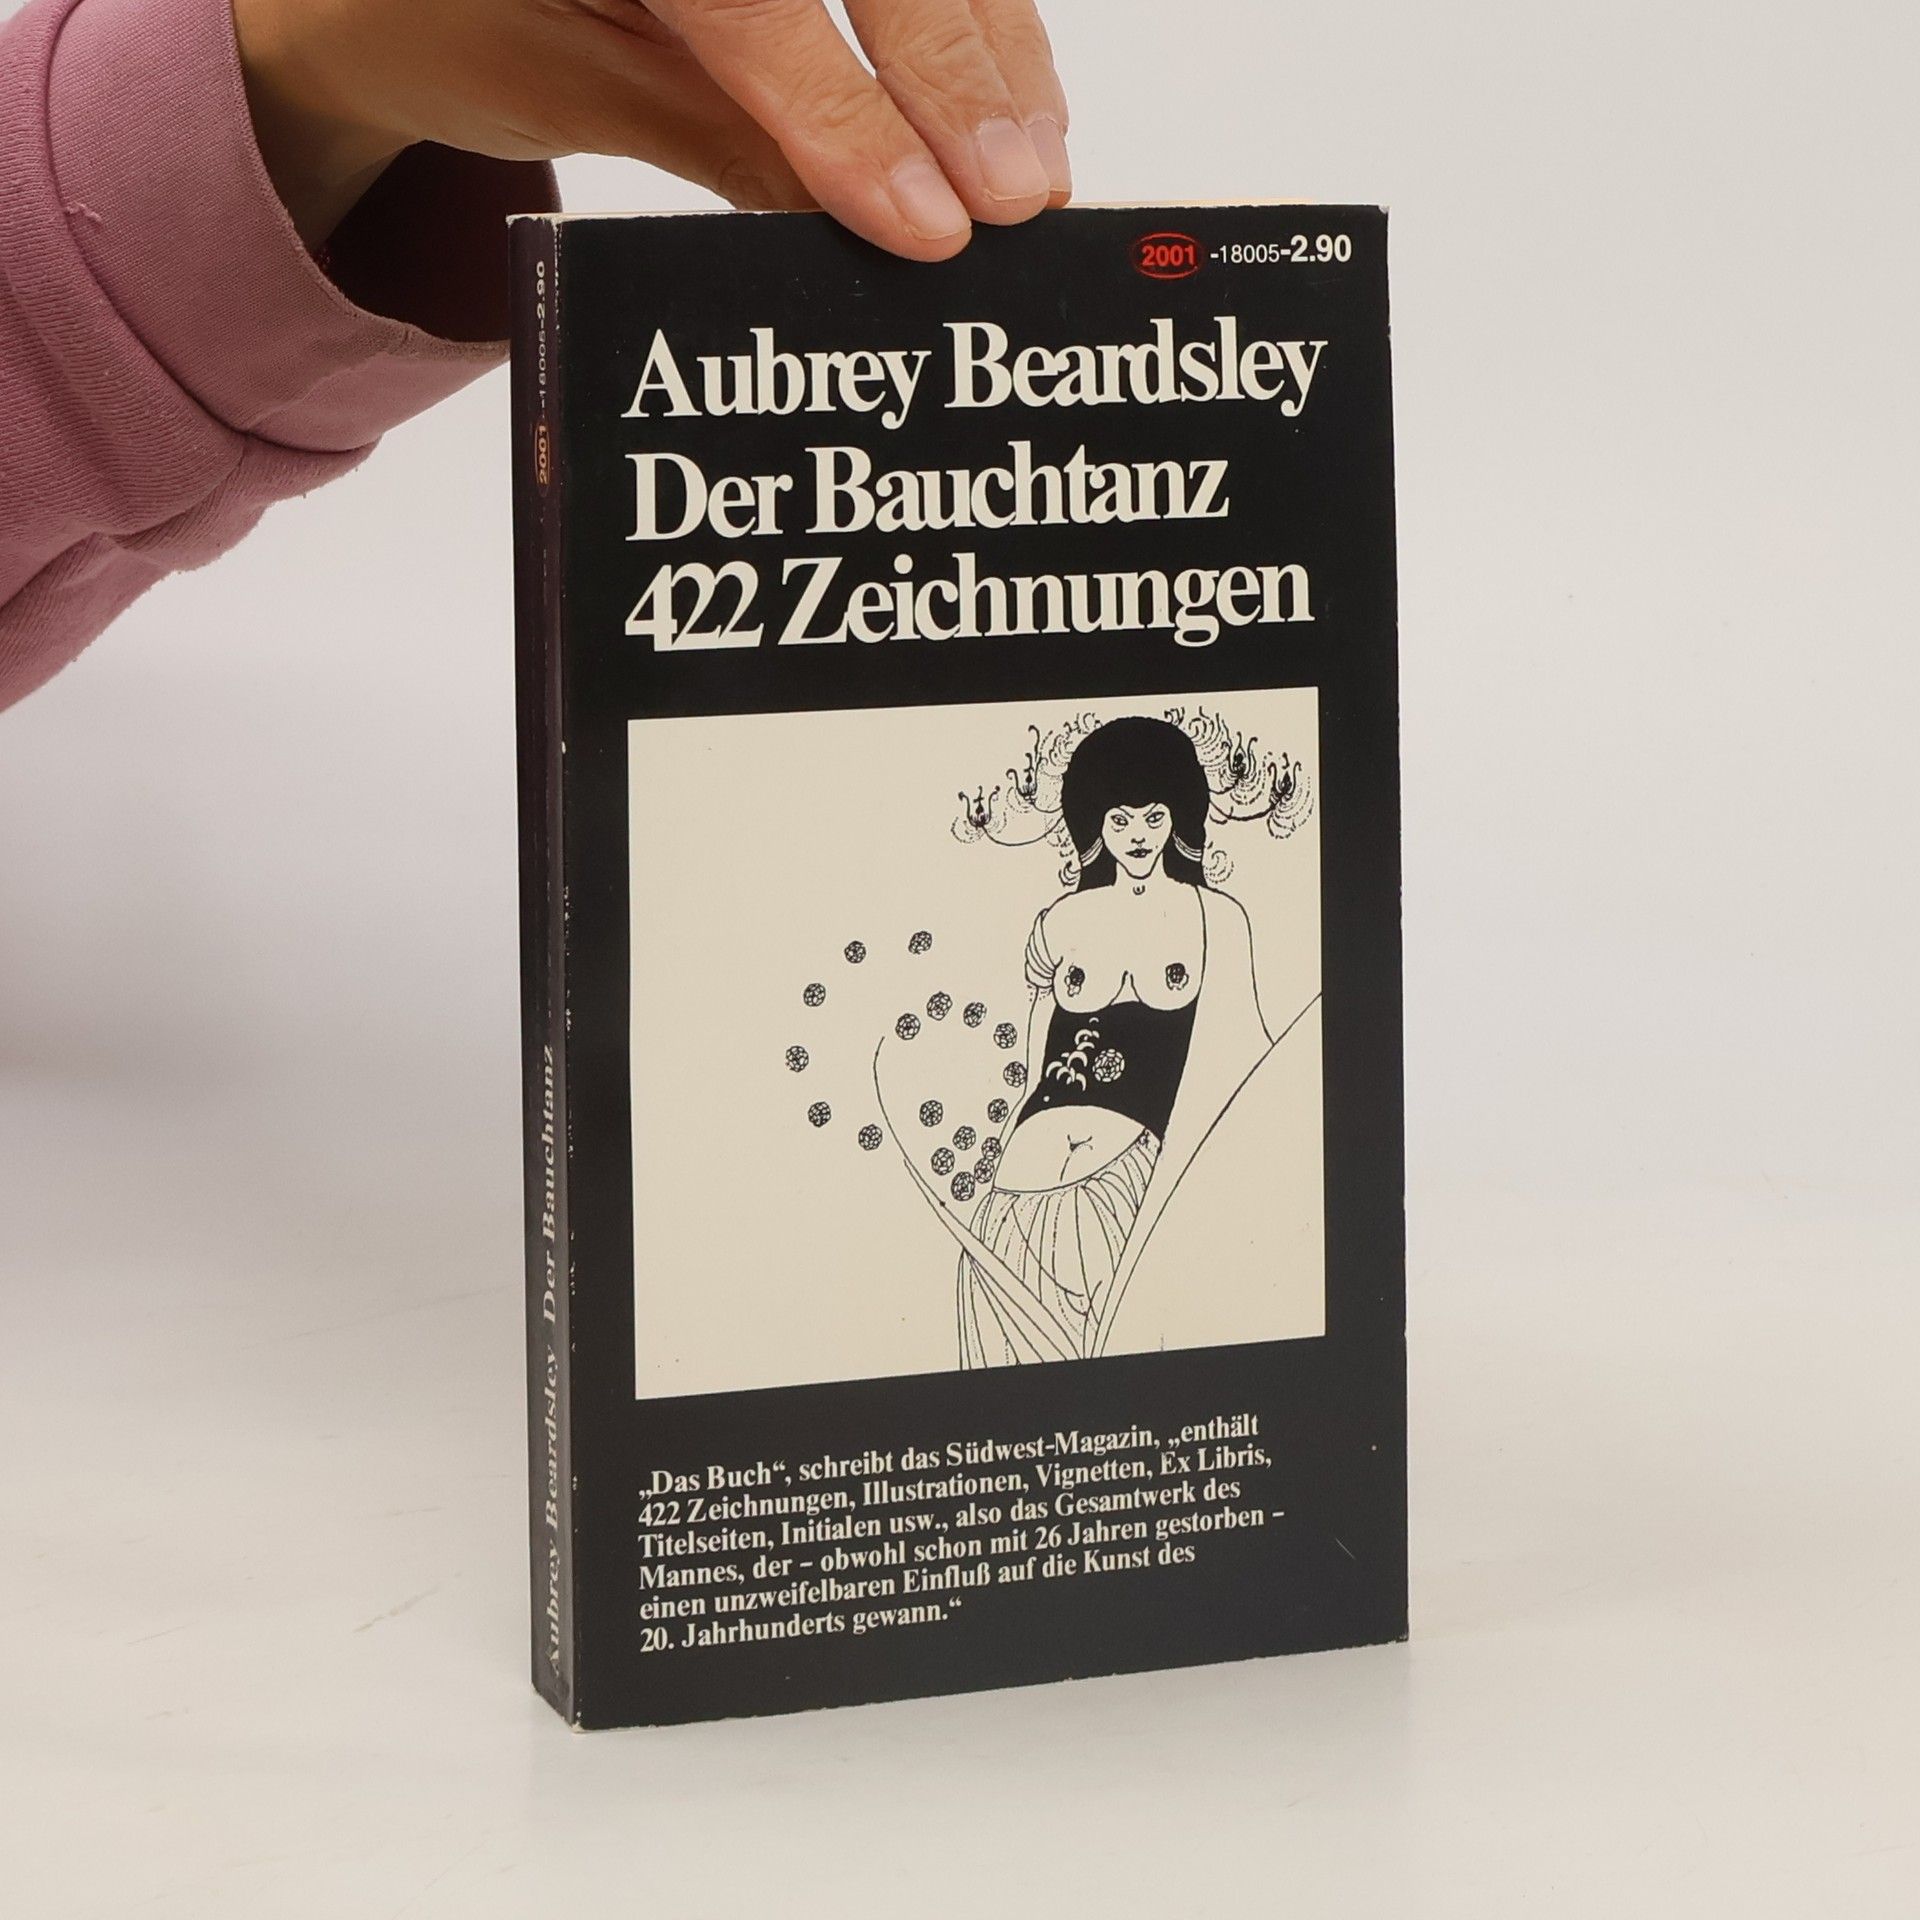 2001 -18005-2.90
Aubrey Beardsley
Der Bauchtanz
422 Zeichnungen
„Das Buch“, schreibt das Südwest-Magazin, „enthält
422 Zeichnungen, Illustrationen, Vignetten, Ex Libris,
Titelseiten, Initialen usw., also das Gesamtwerk des
Mannes, der – obwohl schon mit 26 Jahren gestorben –
einen unzweifelbaren Einfluß auf die Kunst des
20. Jahrhunderts gewann.“
Aubrey Beardsley Der Bauchtanz 2001 -18005-2.90